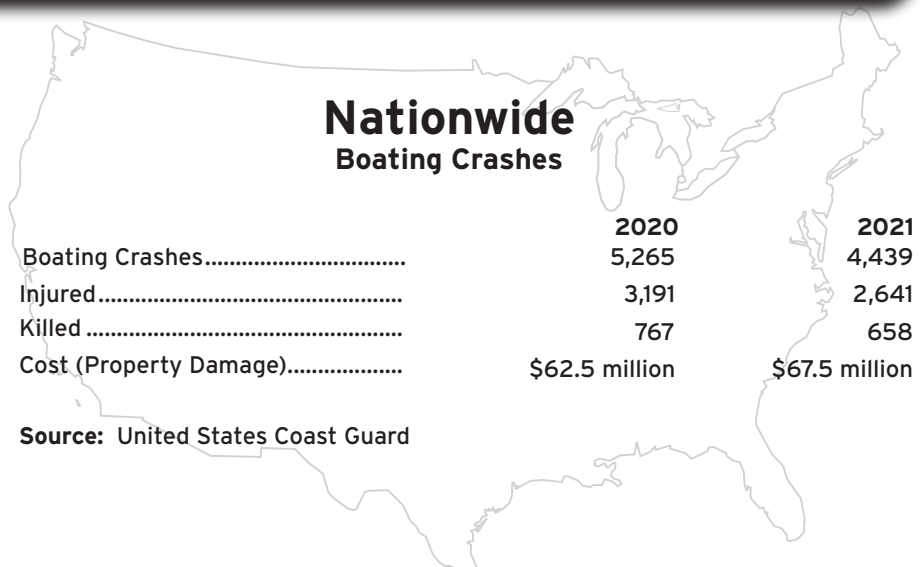 Nationwide
Boating Crashes
2020 2021
Boating Crashes................................. 5,265 4,439
Injured.................................................. 3,191 2,641
Killed .................................................... 767 658
Cost (Property Damage)................... $62.5 million $67.5 million
Source: United States Coast Guard